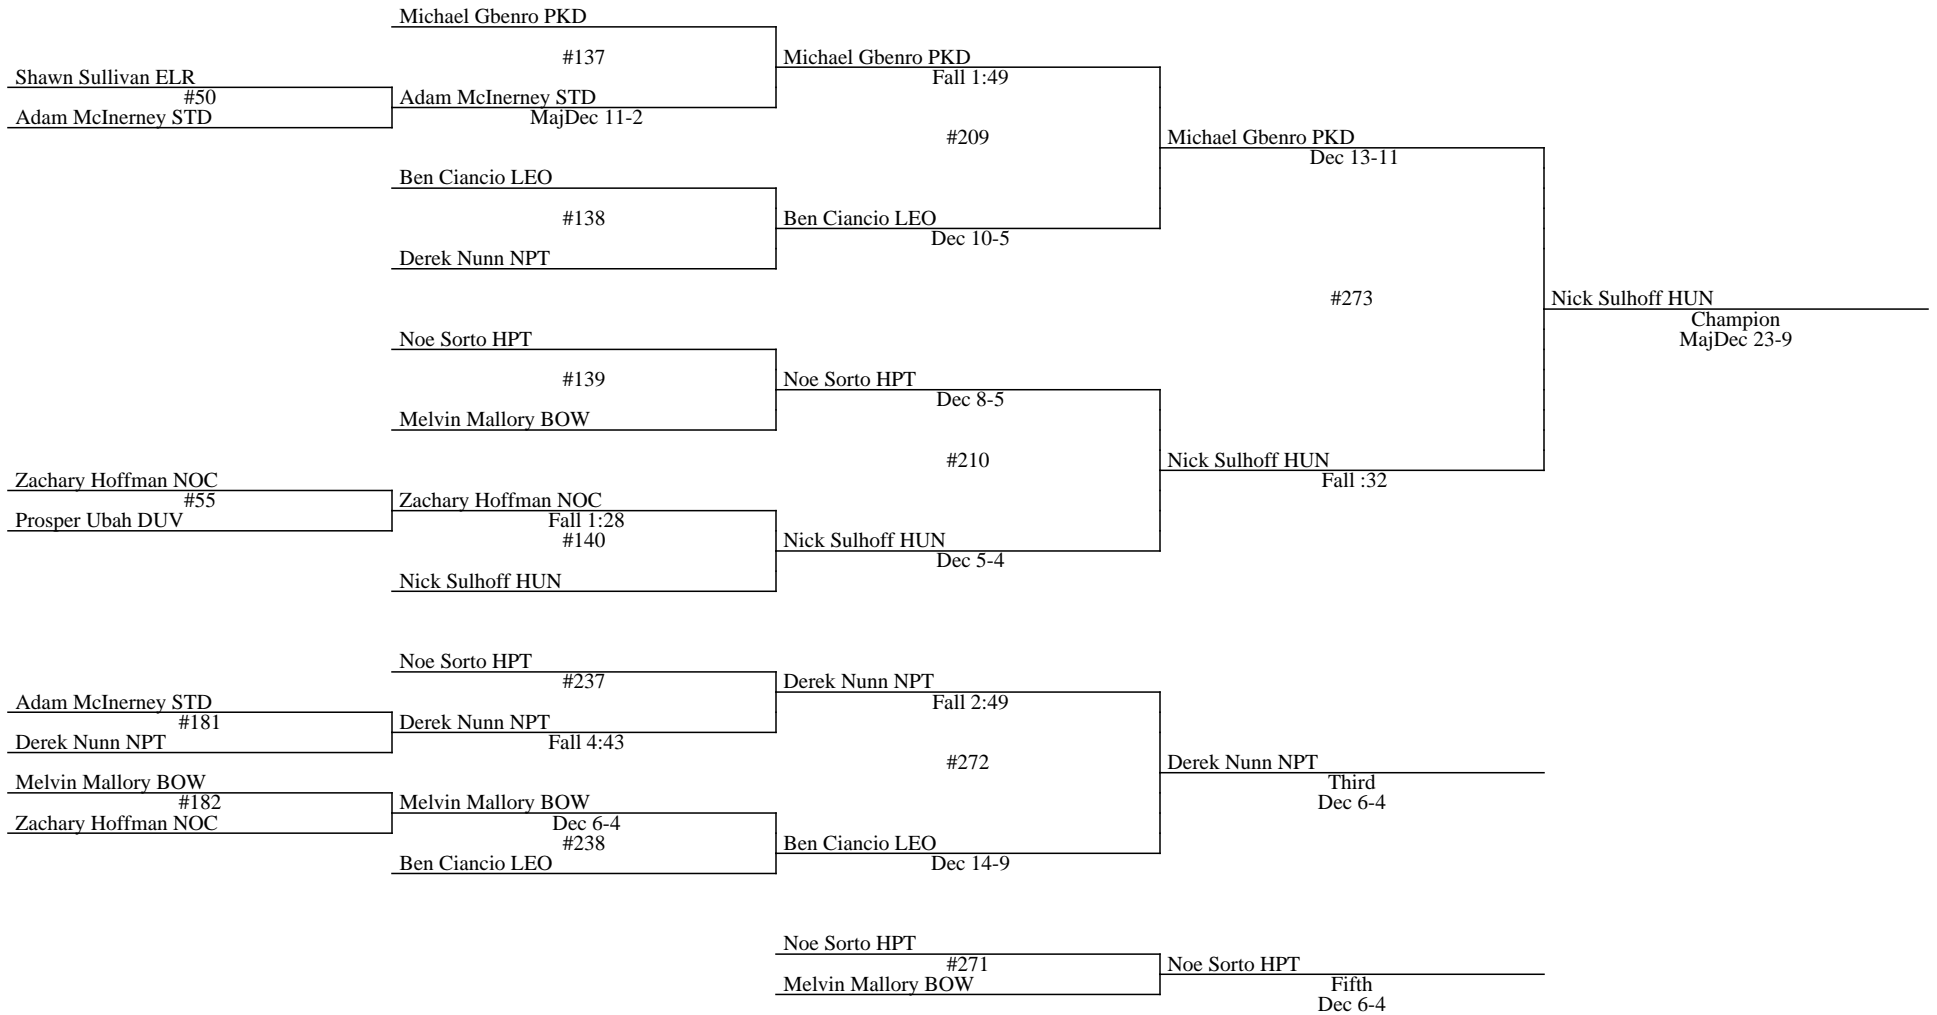 Michael Gbenro PKD
#137
Michael Gbenro PKD
Fall 1:49
Shawn Sullivan ELR
#50
Adam McInerney STD
Adam McInerney STD
MajDec 11-2
#209
Michael Gbenro PKD
Dec 13-11
Ben Ciancio LEO
#138
Ben Ciancio LEO
Dec 10-5
Derek Nunn NPT
#273
Nick Sulhoff HUN
Champion
MajDec 23-9
Noe Sorto HPT
#139
Noe Sorto HPT
Dec 8-5
Melvin Mallory BOW
#210
Nick Sulhoff HUN
Fall :32
Zachary Hoffman NOC
#55
Prosper Ubah DUV
Zachary Hoffman NOC
Fall 1:28
#140
Nick Sulhoff HUN
Dec 5-4
Nick Sulhoff HUN
Noe Sorto HPT
#237
Derek Nunn NPT
Fall 2:49
Adam McInerney STD
#181
Derek Nunn NPT
Derek Nunn NPT
Fall 4:43
#272
Derek Nunn NPT
Third
Dec 6-4
Melvin Mallory BOW
#182
Zachary Hoffman NOC
Melvin Mallory BOW
Dec 6-4
#238
Ben Ciancio LEO
Dec 14-9
Ben Ciancio LEO
Noe Sorto HPT
#271
Melvin Mallory BOW
Noe Sorto HPT
Fifth
Dec 6-4